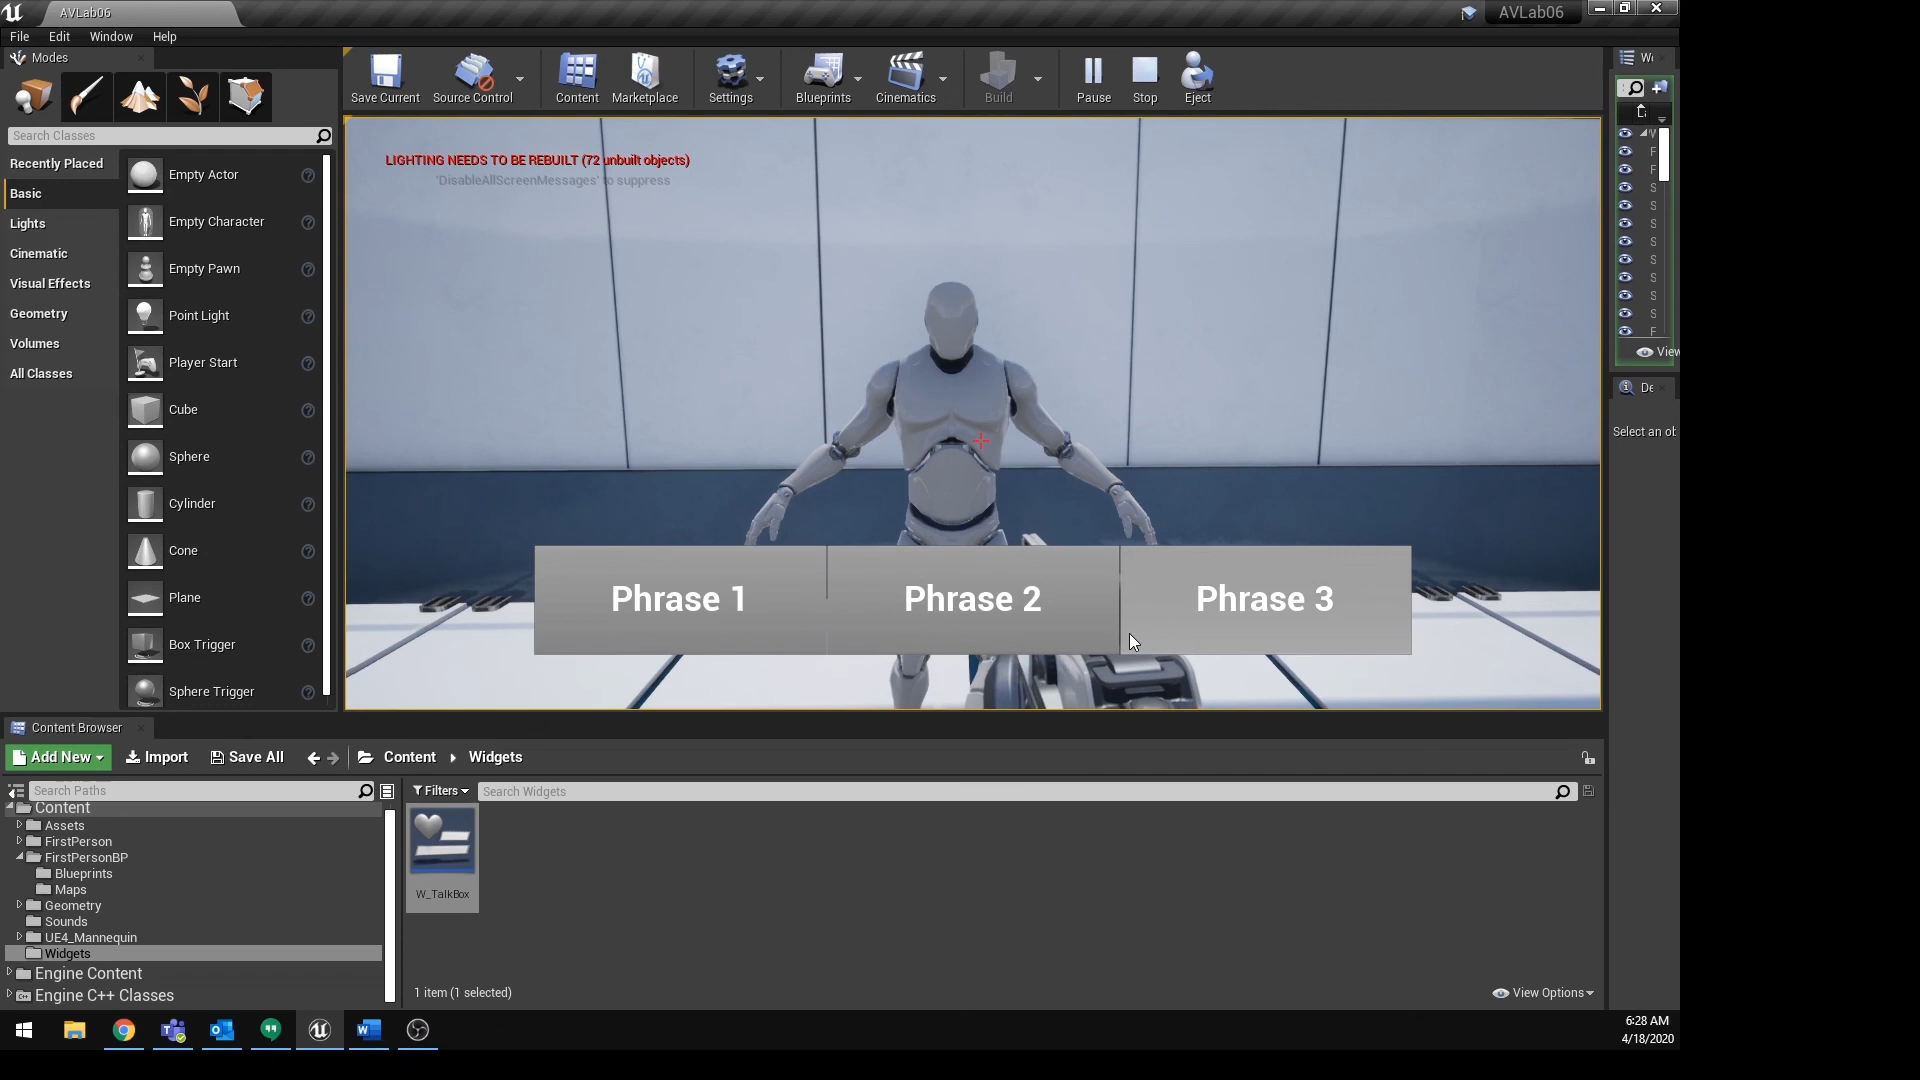 AVLab06
AVLab06
File Edit Window Help
Modes
Search Classes
Recently Placed
Basic
Lights
Cinematic
Visual Effects
Geometry
Volumes
All Classes
Empty Actor
Empty Character
Empty Pawn
Point Light
Player Start
Cube
Sphere
Cylinder
Cone
Plane
Box Trigger
Sphere Trigger
Save Current Source Control Content Marketplace Settings Blueprints Cinematics Build Pause Stop Eject
LIGHTING NEEDS TO BE REBUILT (72 unbuilt objects)
'DisableAllScreenMessages' to suppress
Phrase 1 Phrase 2 Phrase 3
F
F
S
S
S
S
S
S
S
S
F
View
De
Select an ob
Content Browser
Add New Import Save All Content Widgets
Search Paths
Filters Search Widgets
Content
Assets
FirstPerson
FirstPersonBP
Blueprints
Maps
Geometry
Sounds
UE4_Mannequin
Widgets
Engine Content
Engine C++ Classes
W_TalkBox
1 item (1 selected)
View Options
6:28 AM
4/18/2020